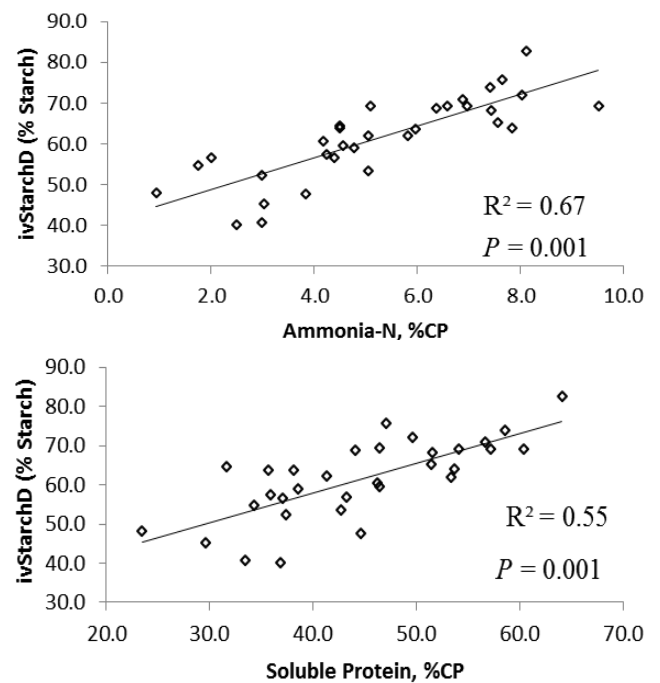 90.0
80.0
70.0
60.0
50.0
40.0
30.0
ivStarchD (% Starch)
R² = 0.67
P = 0.001
0.0 2.0 4.0 6.0 8.0 10.0
Ammonia-N, %CP
90.0
80.0
70.0
60.0
50.0
40.0
30.0
ivStarchD (% Starch)
R² = 0.55
P = 0.001
20.0 30.0 40.0 50.0 60.0 70.0
Soluble Protein, %CP